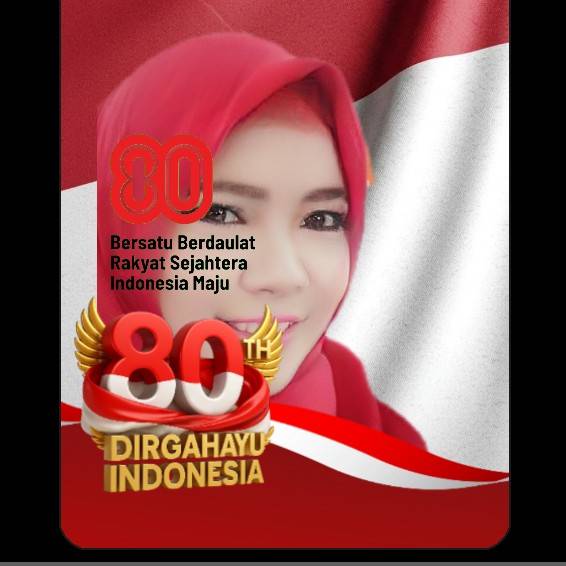 80
Bersatu Berdaulat
Rakyat Sejahtera
Indonesia Maju
80TH
DIRGAHAYU
INDONESIA